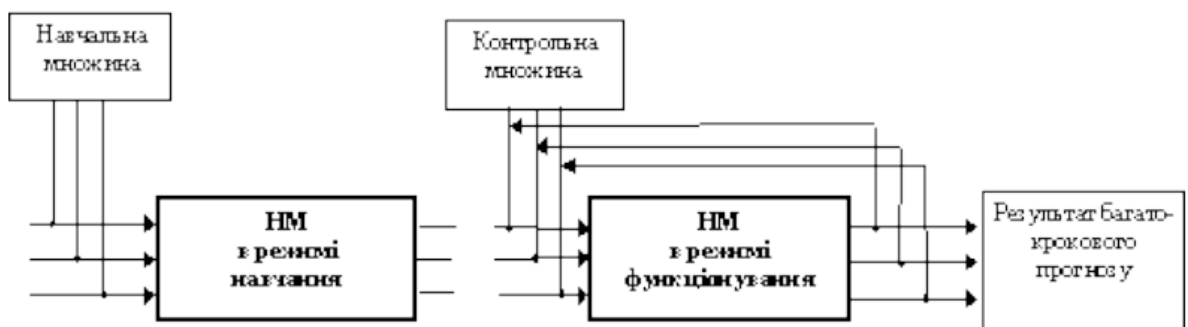 Навчальна
множина
Контрольна
множина
НМ
в режимі
навчання
НМ
в режимі
функціонування
Результат багато-
крокового
прогнозу